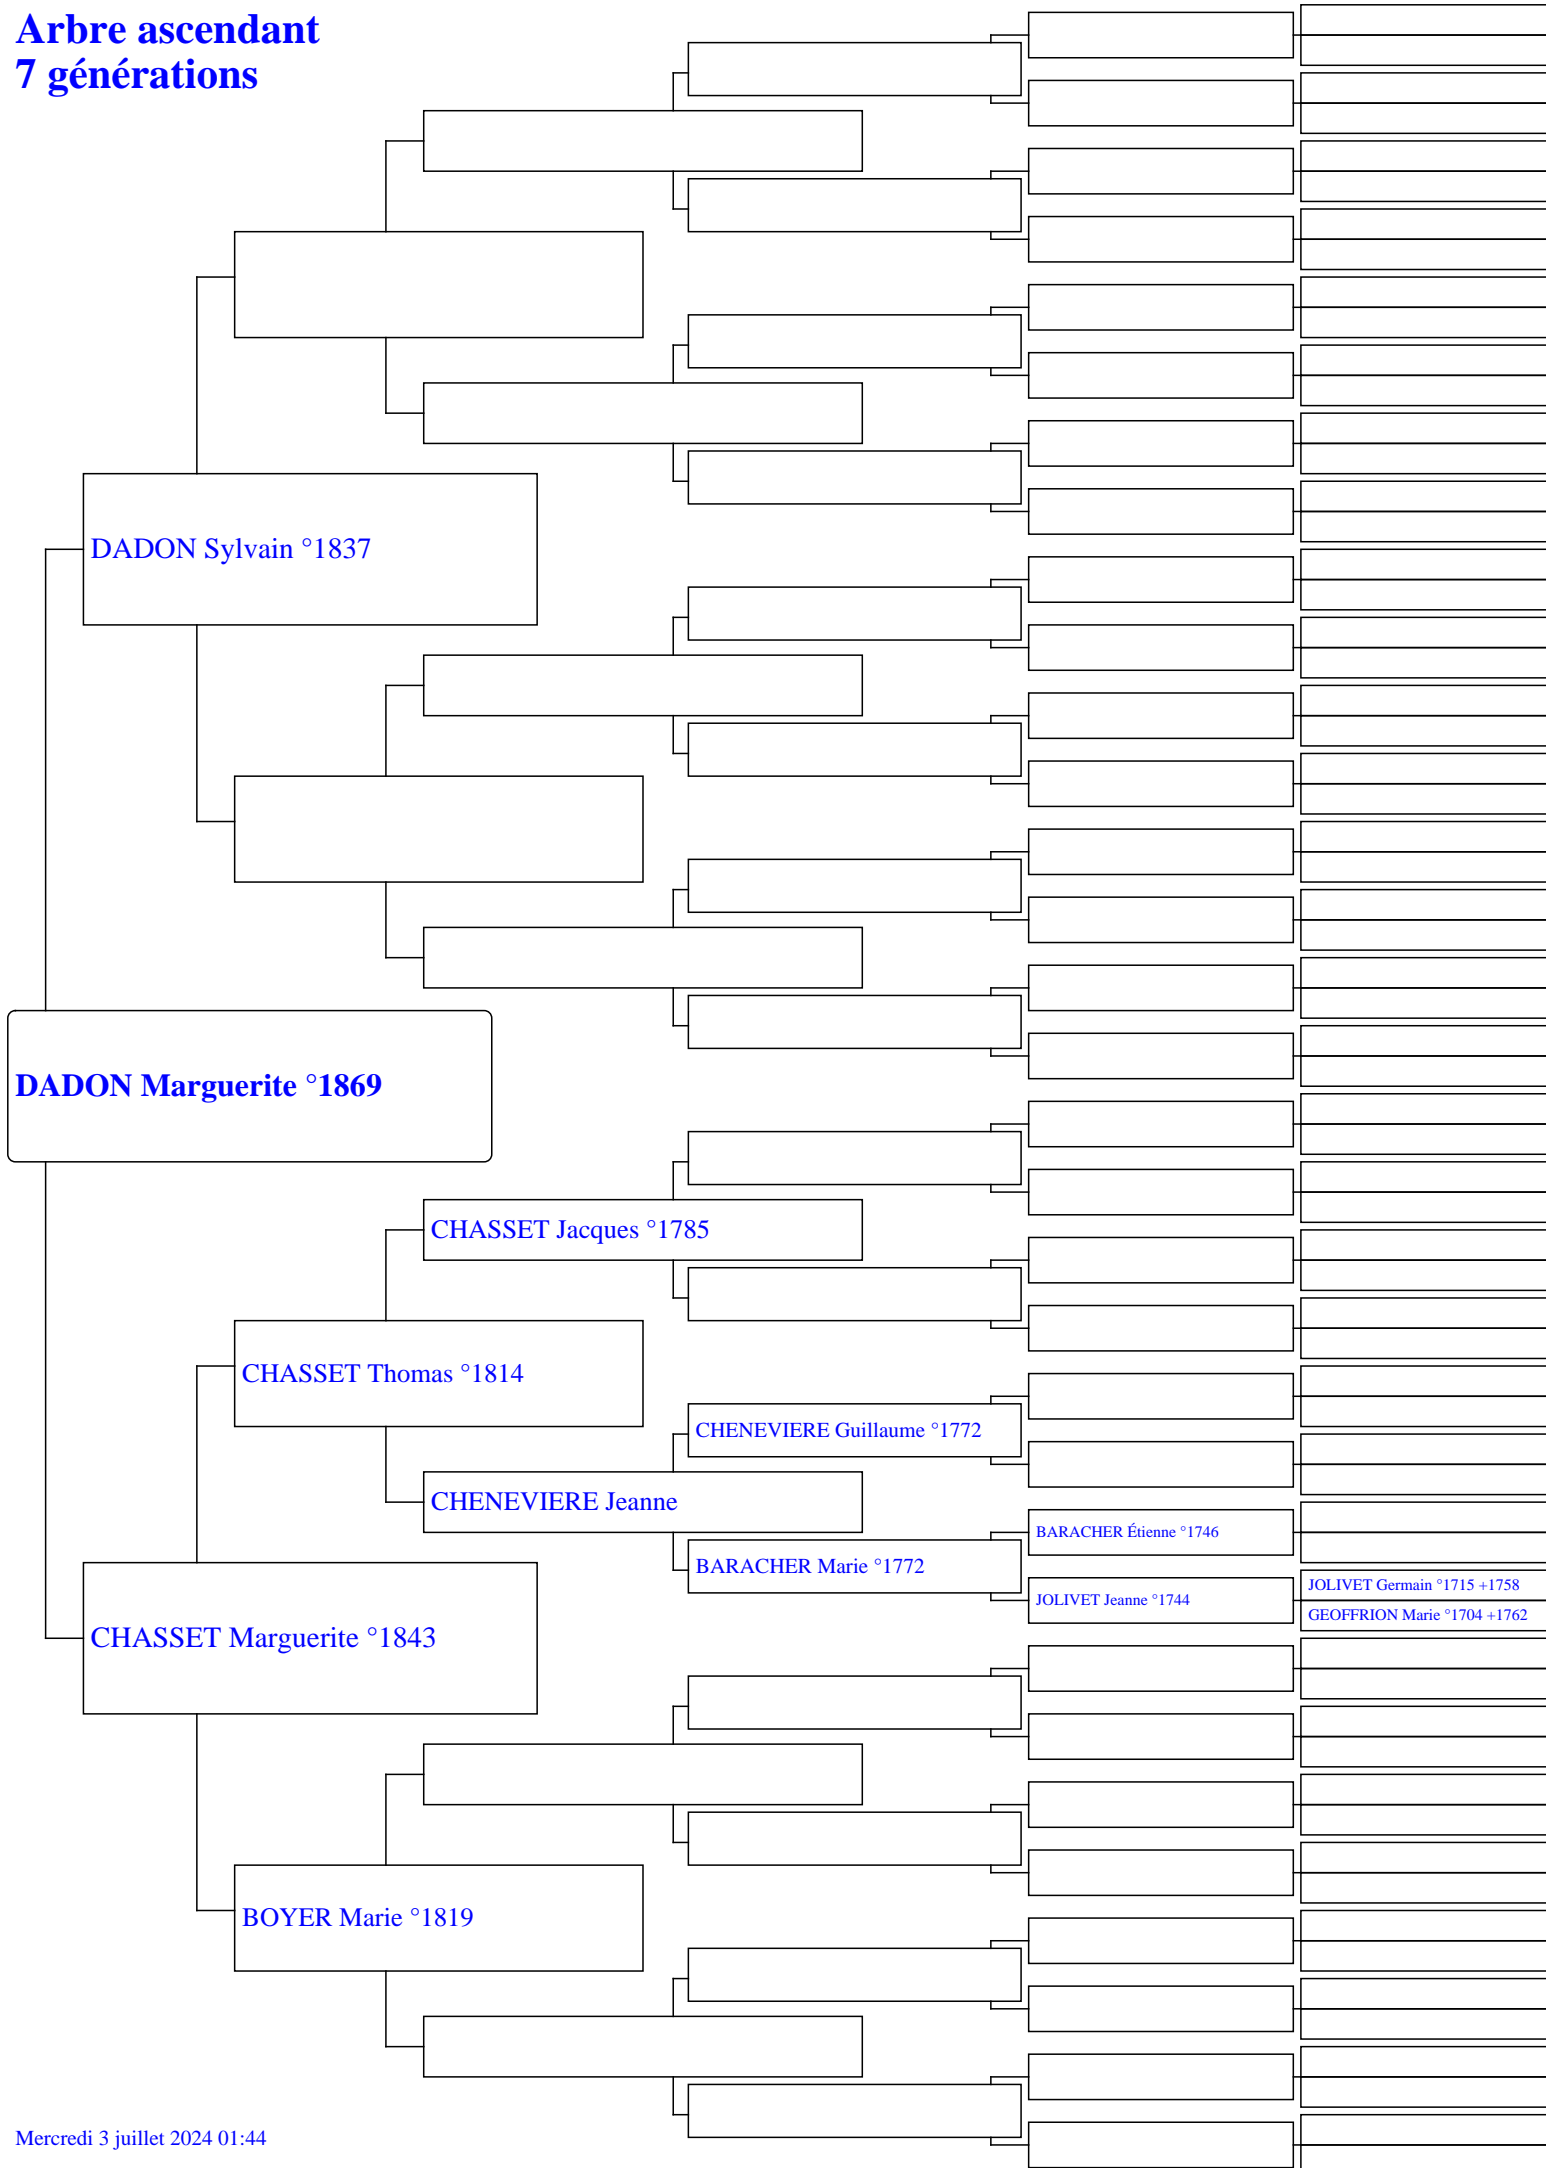 Arbre ascendant
7 générations
DADON Sylvain °1837
DADON Marguerite °1869
CHASSET Jacques °1785
CHASSET Thomas °1814
CHENEVIERE Guillaume °1772
CHENEVIERE Jeanne
BARACHER Étienne °1746
BARACHER Marie °1772
JOLIVET Germain °1715 +1758
JOLIVET Jeanne °1744
GEOFFRION Marie °1704 +1762
CHASSET Marguerite °1843
BOYER Marie °1819
Mercredi 3 juillet 2024 01:44